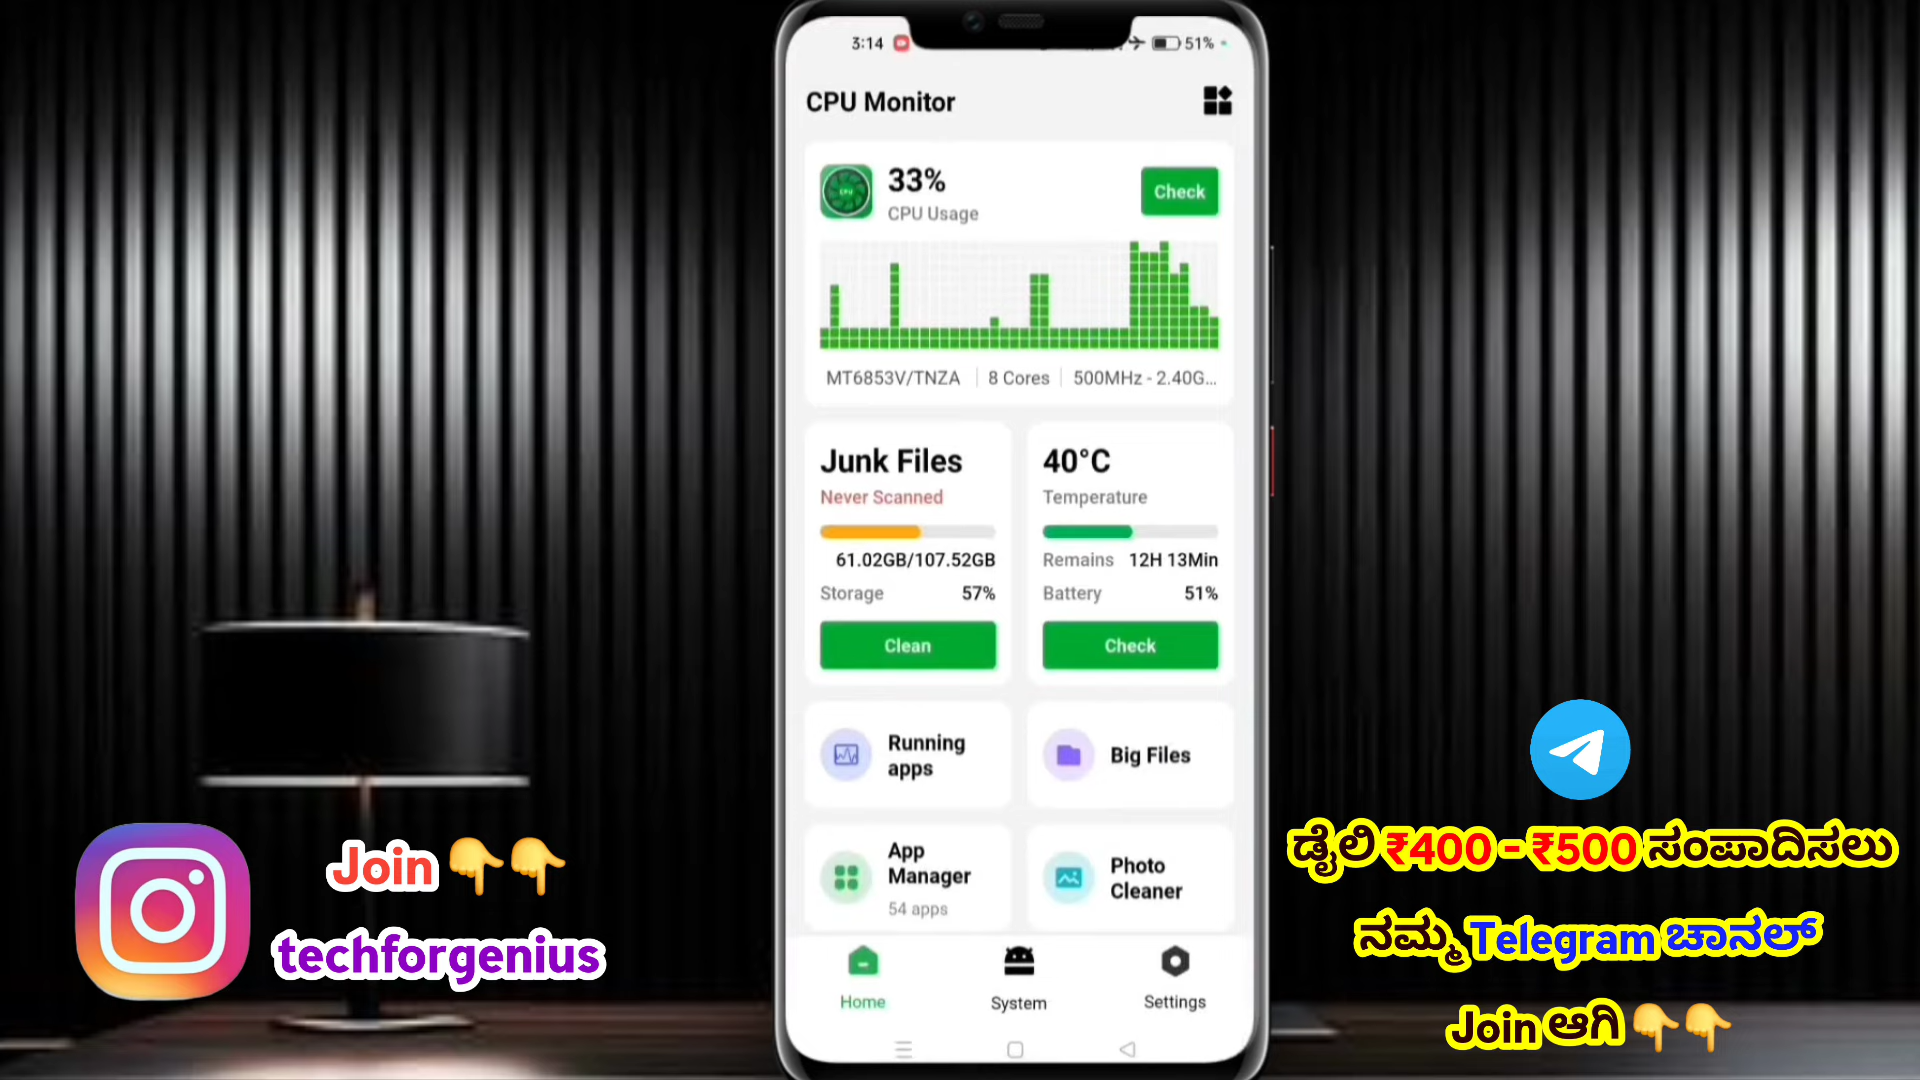 3:14
51%
CPU Monitor
33%
CPU Usage
CPU
Check
MT6853V/TNZA | 8 Cores | 500MHz - 2.40G...
Junk Files
Never Scanned
61.02GB/107.52GB
Storage 57%
Clean
40°C
Temperature
Remains 12H 13Min
Battery 51%
Check
Running
apps
Big Files
App
Manager
54 apps
Photo
Cleaner
Home
System
Settings
Join 👇👇
techforgenius
ಡೈಲಿ ₹400 - ₹500 ಸಂಪಾದಿಸಲು
ನಮ್ಮ Telegram ಚಾನಲ್
Join ಆಗಿ 👇👇